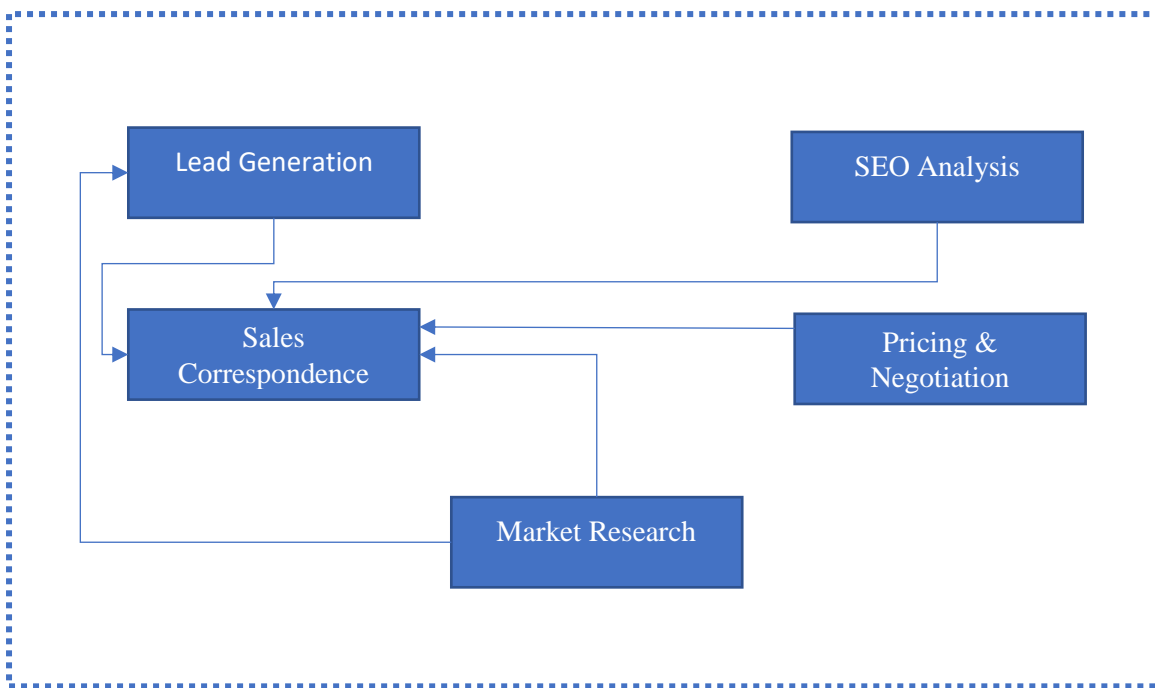 Lead Generation
SEO Analysis
Sales
Correspondence
Pricing &
Negotiation
Market Research